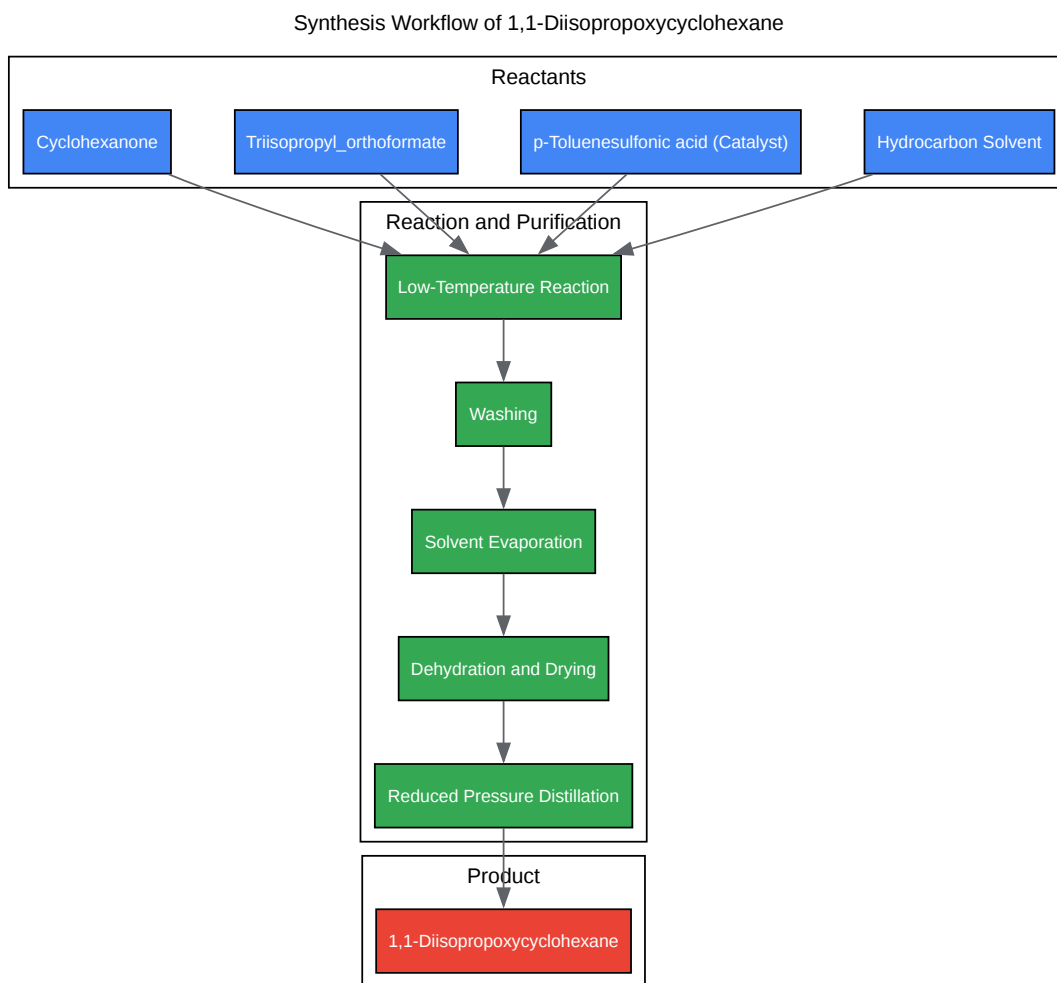 Synthesis Workflow of 1,1-Diisopropoxycyclohexane
Reactants
Cyclohexanone
Triisopropyl_orthoformate
p-Toluenesulfonic acid (Catalyst)
Hydrocarbon Solvent
Reaction and Purification
Low-Temperature Reaction
Washing
Solvent Evaporation
Dehydration and Drying
Reduced Pressure Distillation
Product
1,1-Diisopropoxycyclohexane